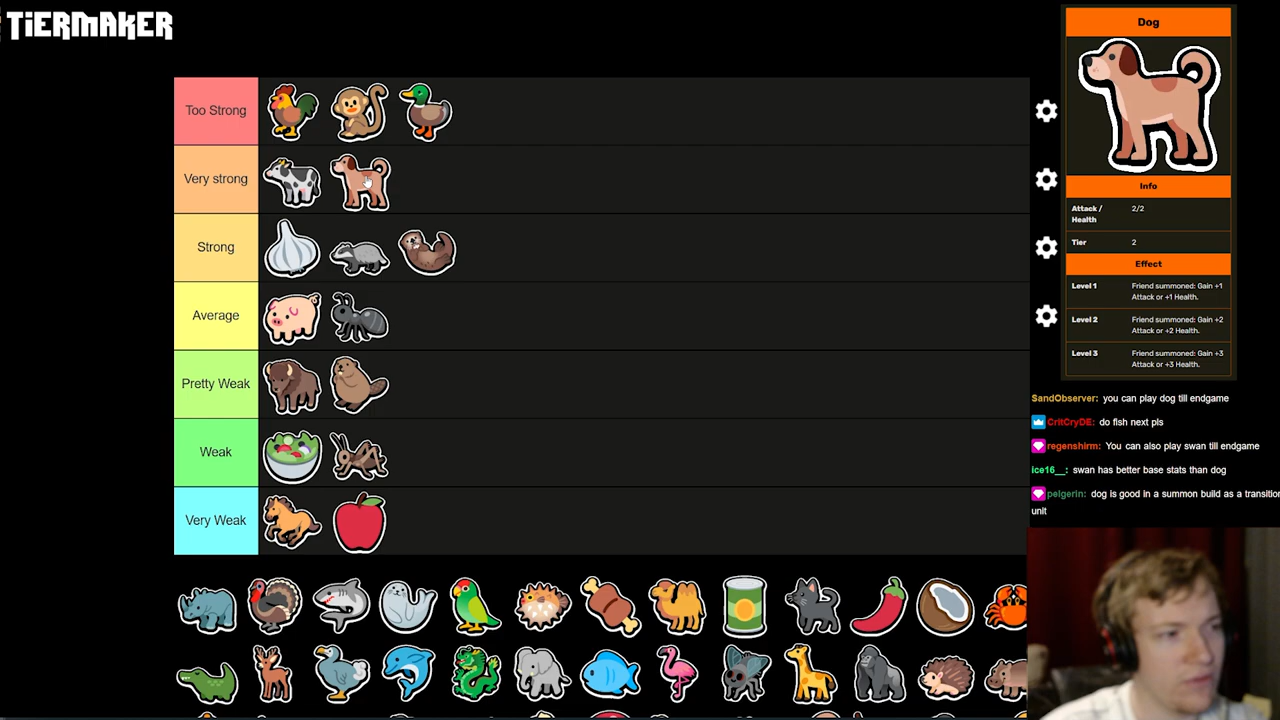 TIERMAKER
Too Strong
Very strong
Strong
Average
Pretty Weak
Weak
Very Weak
Dog
Info
Attack / Health 2/2
Tier 2
Effect
Level 1 Friend summoned: Gain +1
Attack or +1 Health.
Level 2 Friend summoned: Gain +2
Attack or +2 Health.
Level 3 Friend summoned: Gain +3
Attack or +3 Health.
SandObserver: you can play dog till endgame
CritCryDE: do fish next pls
regenshirm: You can also play swan till endgame
ice16__: swan has better base stats than dog
pelgerin: dog is good in a summon build as a transition
unit